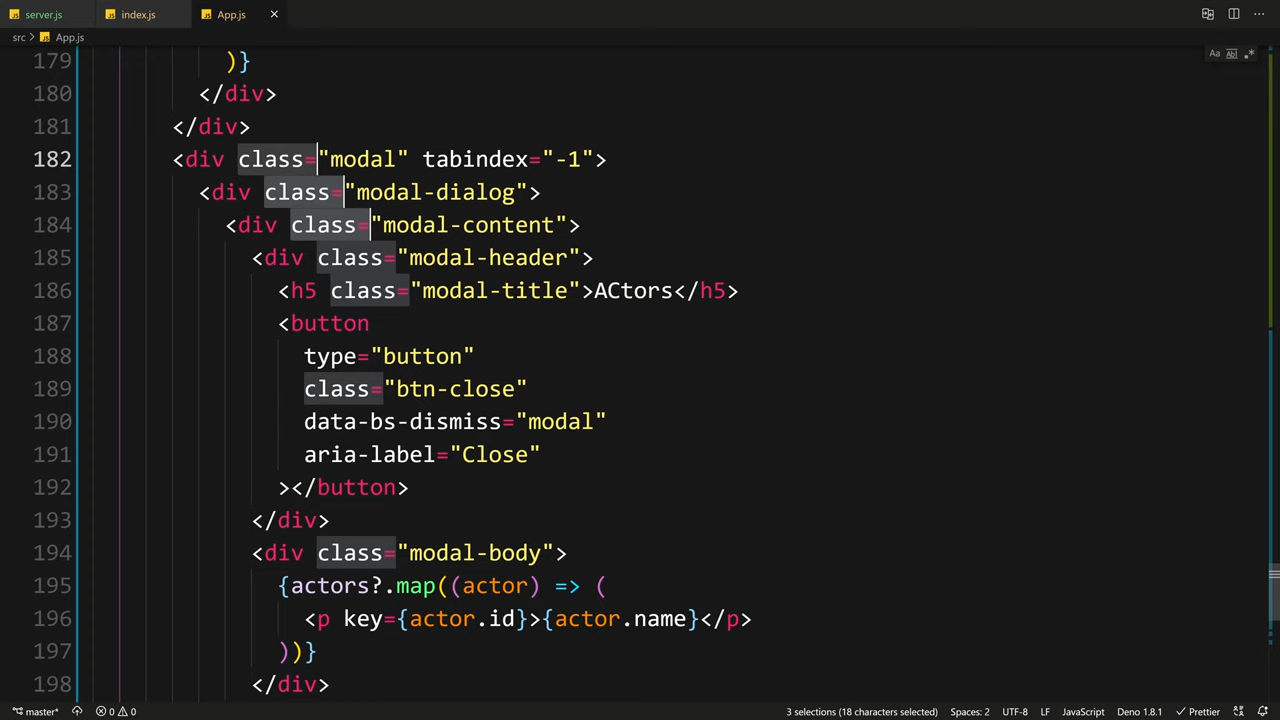 server.js index.js App.js
src App.js
179 )}
180 </div>
181 </div>
182 <div class="modal" tabindex="-1">
183 <div class="modal-dialog">
184 <div class="modal-content">
185 <div class="modal-header">
186 <h5 class="modal-title">ACtors</h5>
187 <button
188 type="button"
189 class="btn-close"
190 data-bs-dismiss="modal"
191 aria-label="Close"
192 ></button>
193 </div>
194 <div class="modal-body">
195 {actors?.map((actor) => (
196 <p key={actor.id}>{actor.name}</p>
197 ))}
198 </div>
master* 0 0 3 selections (18 characters selected) Spaces: 2 UTF-8 LF JavaScript Deno 1.8.1 Prettier